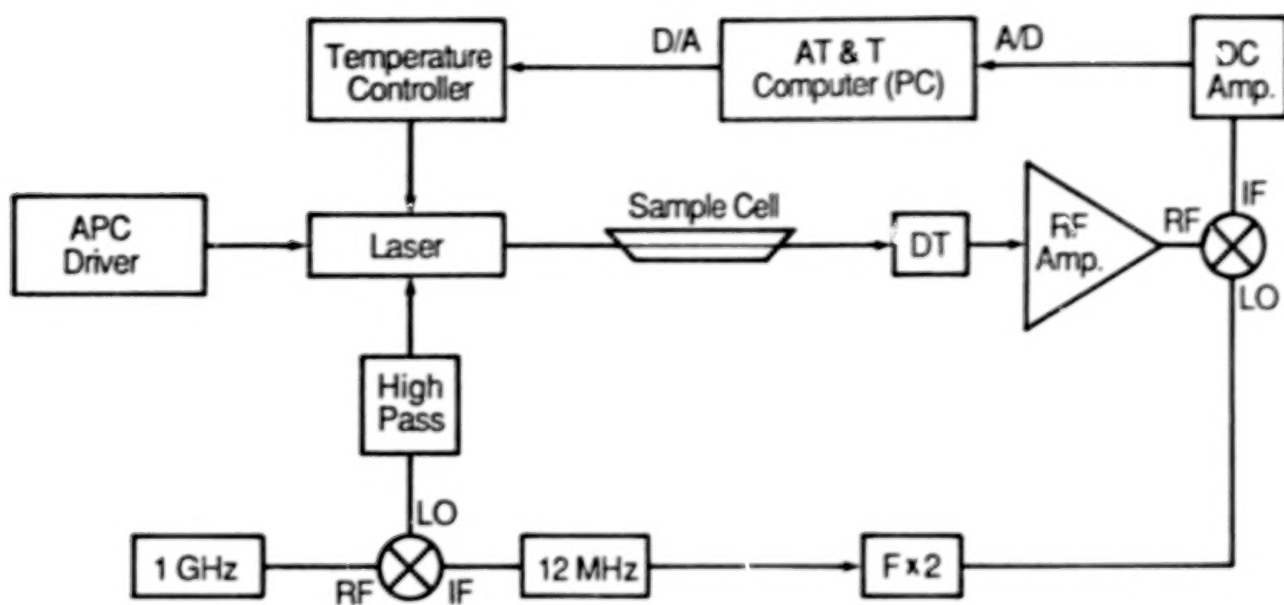 D/A
A/D
Temperature
Controller
AT & T
Computer (PC)
DC
Amp.
APC
Driver
Laser
Sample Cell
DT
RF
Amp.
RF
IF
LO
High
Pass
LO
1 GHz
RF
IF
12 MHz
F x 2